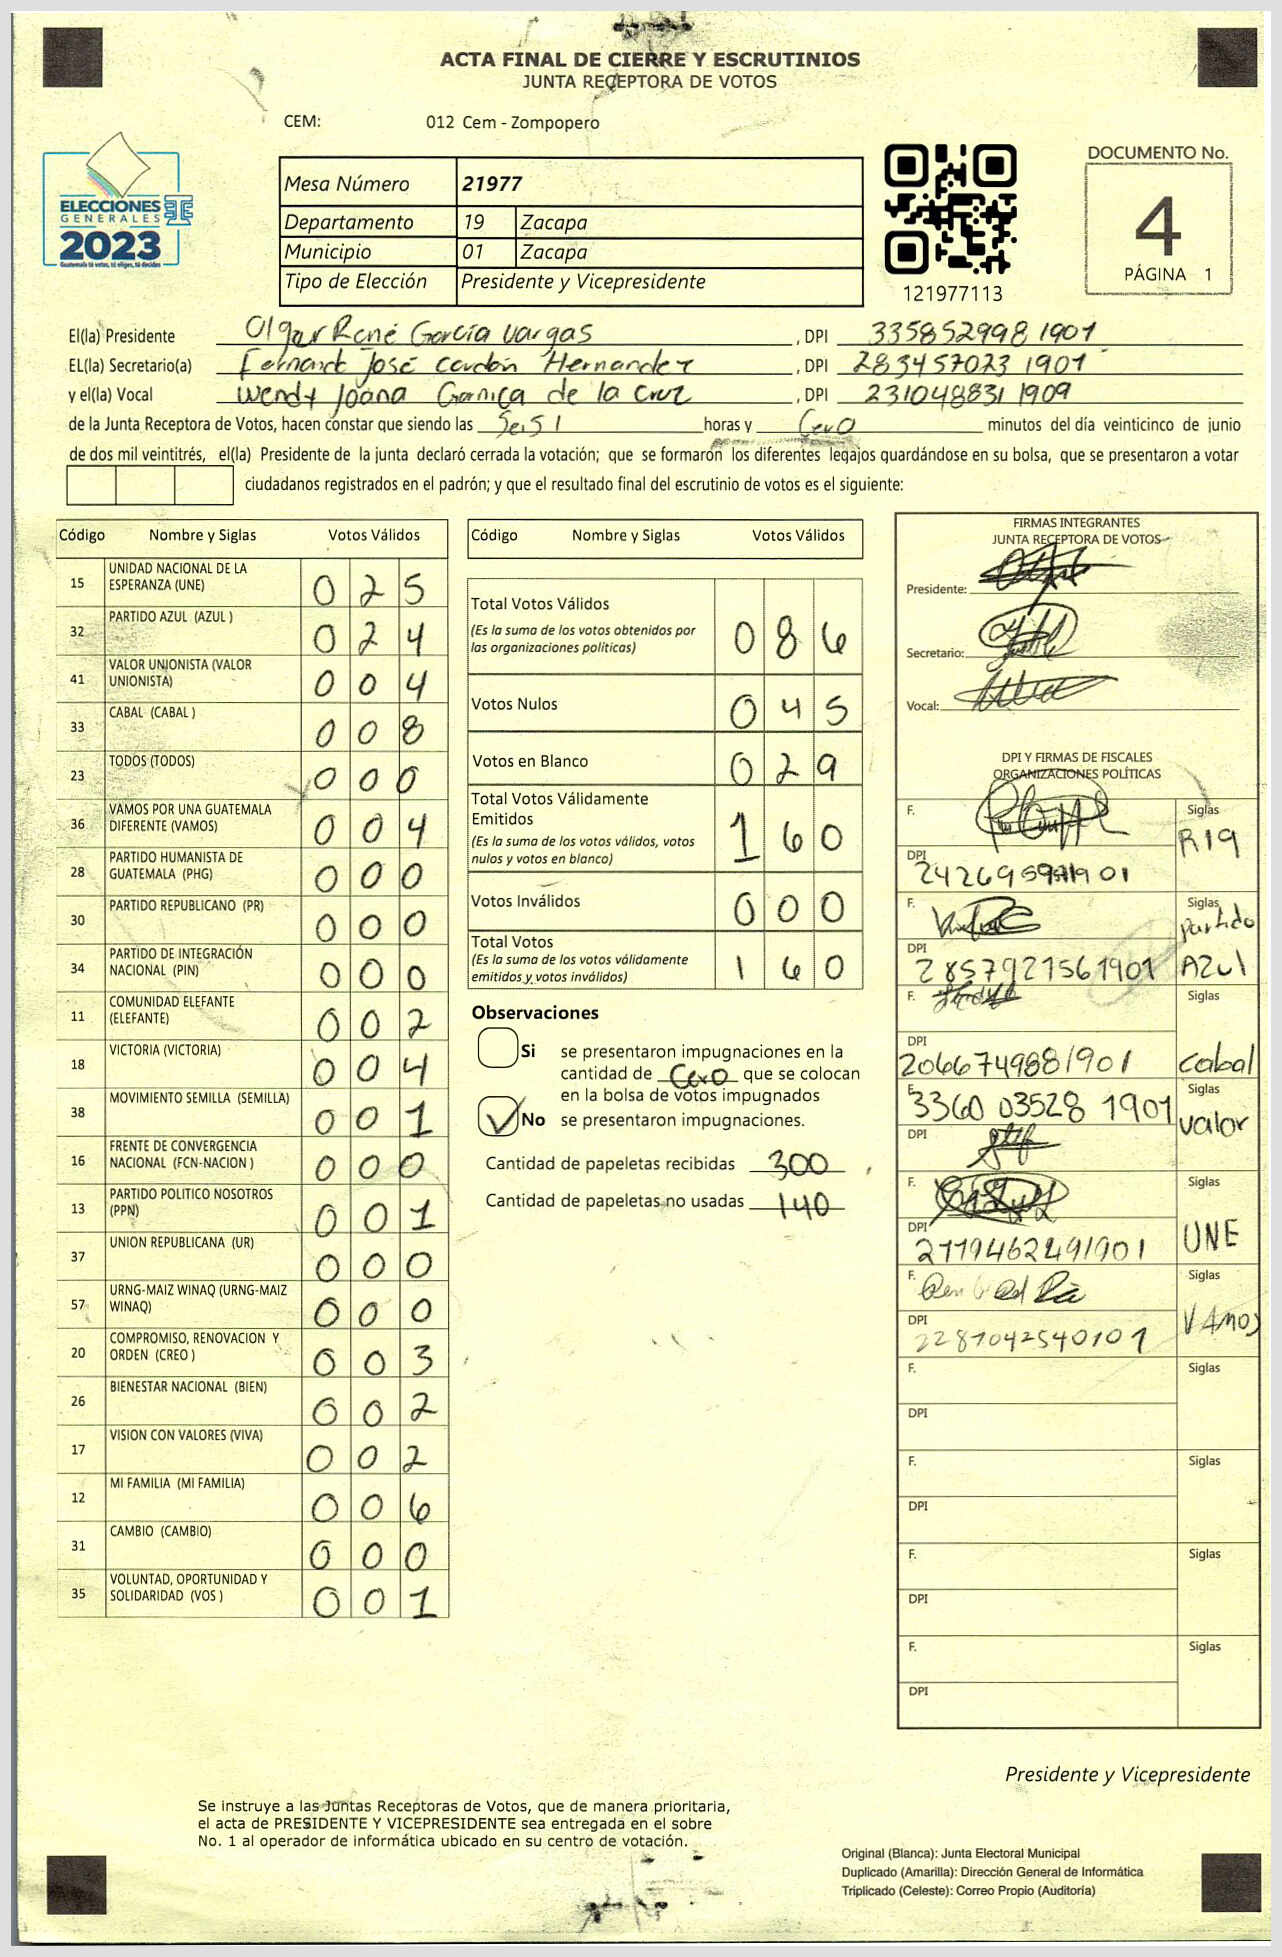 ACTA FINAL DE CIERRE Y ESCRUTINIOS
JUNTA RECEPTORA DE VOTOS
CEM: 012 Cem - Zompopero
ELECCIONES
GENERALES
2023
Guatemala tú votas, tú eliges, tú decides
Mesa Número 21977
Departamento 19 Zacapa
Municipio 01 Zacapa
Tipo de Elección Presidente y Vicepresidente
121977113
DOCUMENTO No.
4
PÁGINA 1
El(la) Presidente Olgar René García Vargas , DPI 335852998 1901
EL(la) Secretario(a) Fernando José Cordón Hernandez , DPI 283457023 1901
y el(la) Vocal Wendy Joana Garnica de la Cruz , DPI 231048831 1909
de la Junta Receptora de Votos, hacen constar que siendo las horas y Cero minutos del día veinticinco de junio
de dos mil veintitrés, el(la) Presidente de la junta declaró cerrada la votación; que se formaron los diferentes legajos guardándose en su bolsa, que se presentaron a votar
ciudadanos registrados en el padrón; y que el resultado final del escrutinio de votos es el siguiente:
Código Nombre y Siglas Votos Válidos
15 UNIDAD NACIONAL DE LA ESPERANZA (UNE) 0 2 5
32 PARTIDO AZUL (AZUL ) 0 2 4
41 VALOR UNIONISTA (VALOR UNIONISTA) 0 0 4
33 CABAL (CABAL ) 0 0 8
23 TODOS (TODOS) 0 0 0
36 VAMOS POR UNA GUATEMALA DIFERENTE (VAMOS) 0 0 4
28 PARTIDO HUMANISTA DE GUATEMALA (PHG) 0 0 0
30 PARTIDO REPUBLICANO (PR) 0 0 0
34 PARTIDO DE INTEGRACIÓN NACIONAL (PIN) 0 0 0
11 COMUNIDAD ELEFANTE (ELEFANTE) 0 0 2
18 VICTORIA (VICTORIA) 0 0 4
38 MOVIMIENTO SEMILLA (SEMILLA) 0 0 1
16 FRENTE DE CONVERGENCIA NACIONAL (FCN-NACION ) 0 0 0
13 PARTIDO POLITICO NOSOTROS (PPN) 0 0 1
37 UNION REPUBLICANA (UR) 0 0 0
57 URNG-MAIZ WINAQ (URNG-MAIZ WINAQ) 0 0 0
20 COMPROMISO, RENOVACION Y ORDEN (CREO ) 0 0 3
26 BIENESTAR NACIONAL (BIEN) 0 0 2
17 VISION CON VALORES (VIVA) 0 0 2
12 MI FAMILIA (MI FAMILIA) 0 0 6
31 CAMBIO (CAMBIO) 0 0 0
35 VOLUNTAD, OPORTUNIDAD Y SOLIDARIDAD (VOS ) 0 0 1
Código Nombre y Siglas Votos Válidos
Total Votos Válidos 0 8 6
(Es la suma de los votos obtenidos por
las organizaciones políticas)
Votos Nulos 0 4 5
Votos en Blanco 0 2 9
Total Votos Válidamente
Emitidos 1 6 0
(Es la suma de los votos válidos, votos
nulos y votos en blanco)
Votos Inválidos 0 0 0
Total Votos 1 6 0
(Es la suma de los votos válidamente
emitidos y votos inválidos)
Observaciones
Si se presentaron impugnaciones en la
cantidad de Cero que se colocan
en la bolsa de votos impugnados
No se presentaron impugnaciones.
Cantidad de papeletas recibidas 300
Cantidad de papeletas no usadas 140
FIRMAS INTEGRANTES
JUNTA RECEPTORA DE VOTOS
Presidente:
Secretario:
Vocal:
DPI Y FIRMAS DE FISCALES
ORGANIZACIONES POLÍTICAS
F. Siglas
DPI
F. Siglas Partido
DPI 2857921561901 Azul
F. Siglas
DPI
2066749881901 Cabal
F. Siglas
3360 03528 1901 Valor
DPI
F. Siglas
DPI UNE
2779462491901
F. Siglas
DPI VAMOS
2287042540101
F. Siglas
DPI
F. Siglas
DPI
F. Siglas
DPI
F. Siglas
DPI
Presidente y Vicepresidente
Se instruye a las Juntas Receptoras de Votos, que de manera prioritaria,
el acta de PRESIDENTE Y VICEPRESIDENTE sea entregada en el sobre
No. 1 al operador de informática ubicado en su centro de votación.
Original (Blanca): Junta Electoral Municipal
Duplicado (Amarilla): Dirección General de Informática
Triplicado (Celeste): Correo Propio (Auditoría)